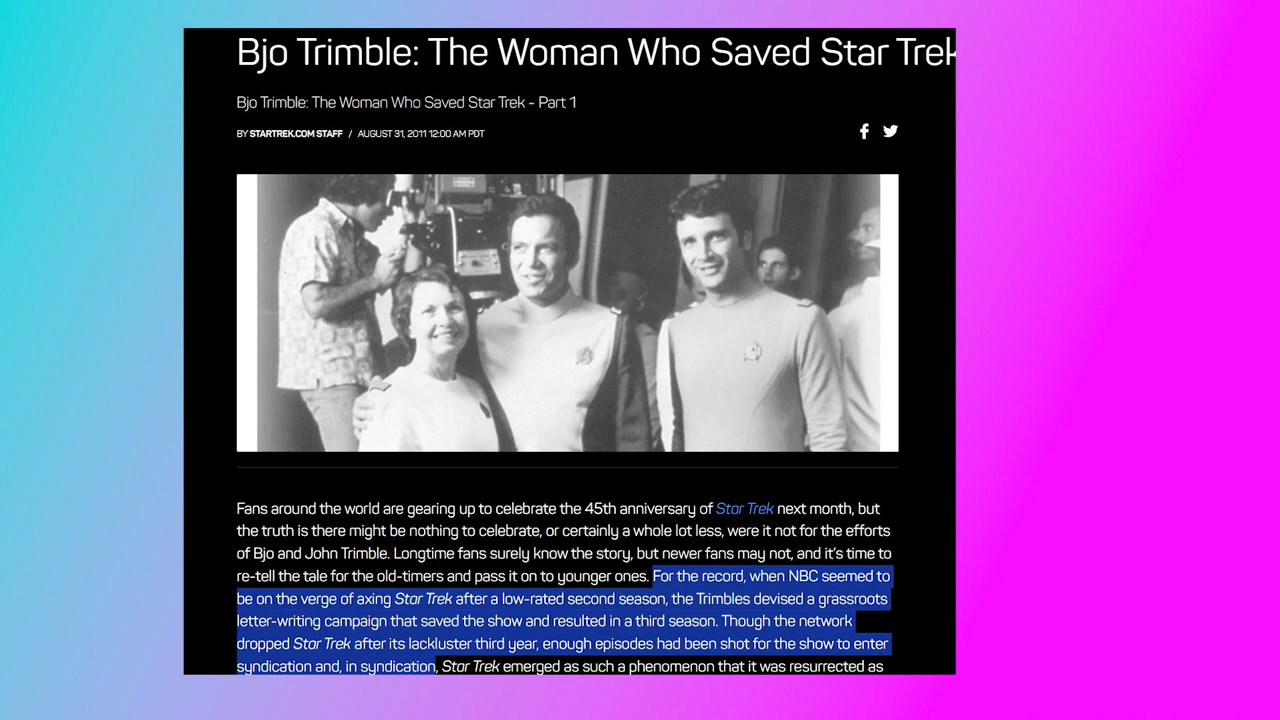 Bjo Trimble: The Woman Who Saved Star Trek
Bjo Trimble: The Woman Who Saved Star Trek - Part 1
BY STARTREK.COM STAFF / AUGUST 31, 2011 12:00 AM PDT
Fans around the world are gearing up to celebrate the 45th anniversary of Star Trek next month, but
the truth is there might be nothing to celebrate, or certainly a whole lot less, were it not for the efforts
of Bjo and John Trimble. Longtime fans surely know the story, but newer fans may not, and it's time to
re-tell the tale for the old-timers and pass it on to younger ones. For the record, when NBC seemed to
be on the verge of axing Star Trek after a low-rated second season, the Trimbles devised a grassroots
letter-writing campaign that saved the show and resulted in a third season. Though the network
dropped Star Trek after its lackluster third year, enough episodes had been shot for the show to enter
syndication and, in syndication, Star Trek emerged as such a phenomenon that it was resurrected as